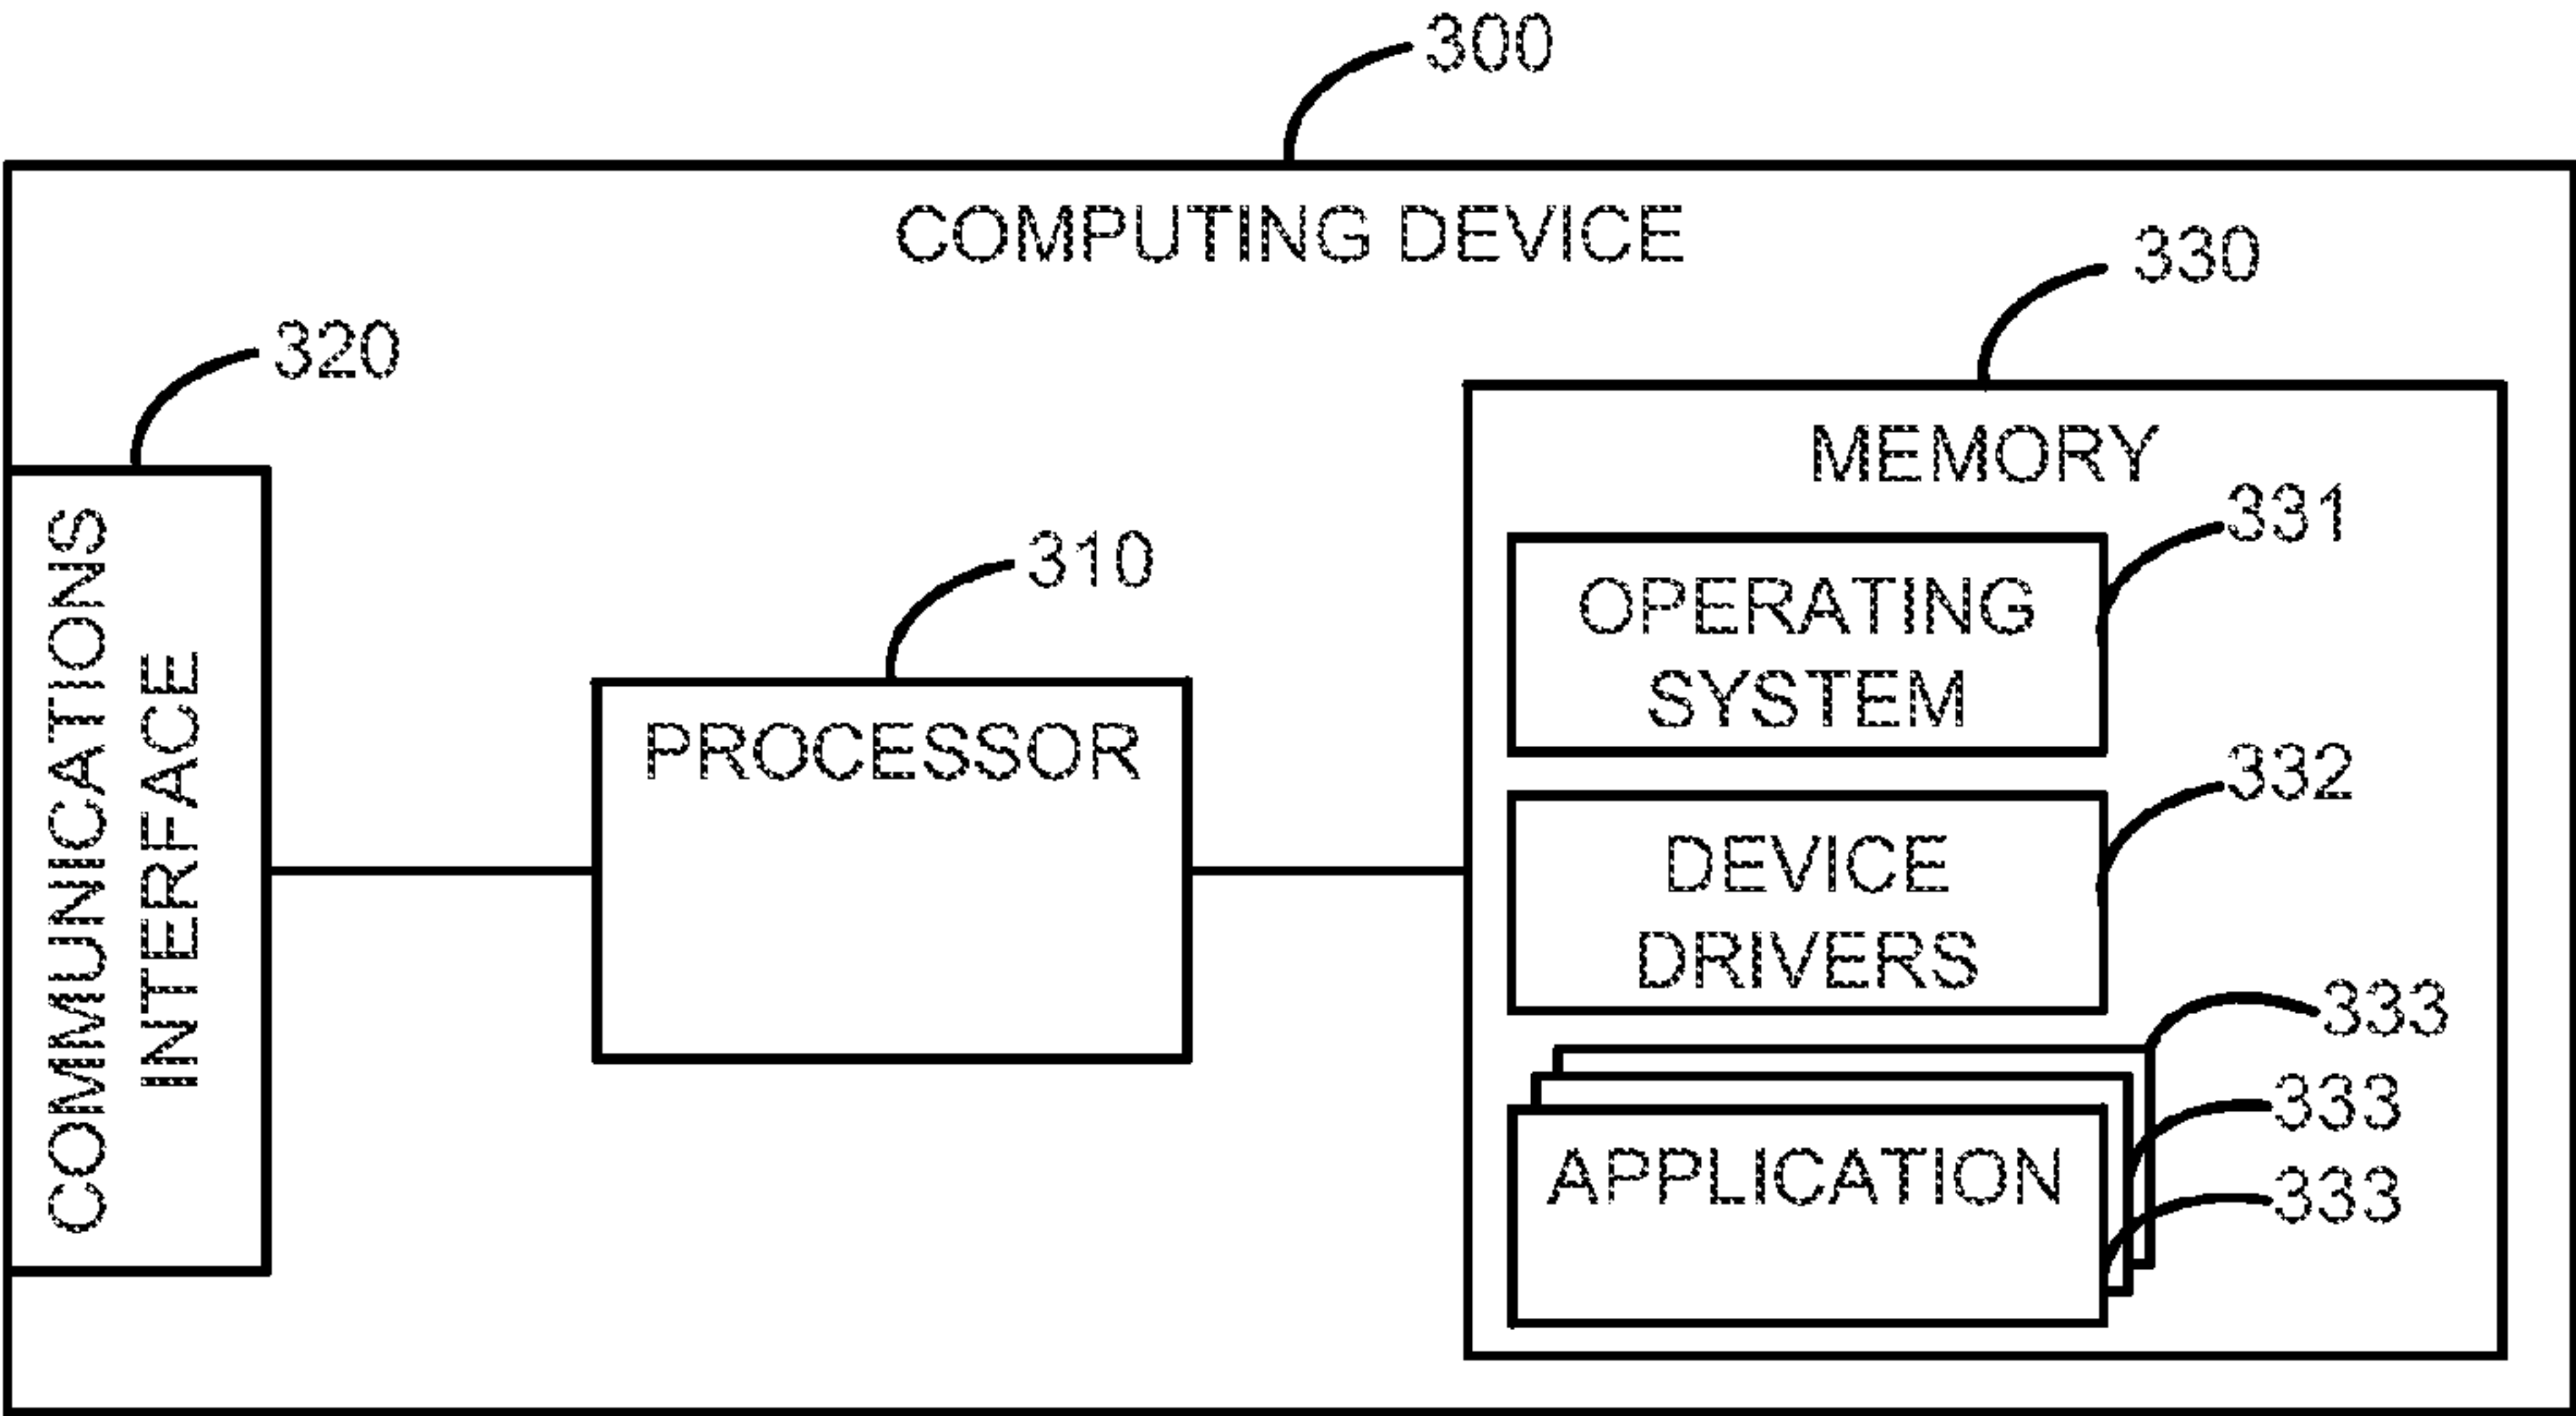 300
COMPUTING DEVICE
330
320
MEMORY
331
310
OPERATING
SYSTEM
COMMUNICATIONS
INTERFACE
PROCESSOR
332
DEVICE
DRIVERS
333
333
APPLICATION
333